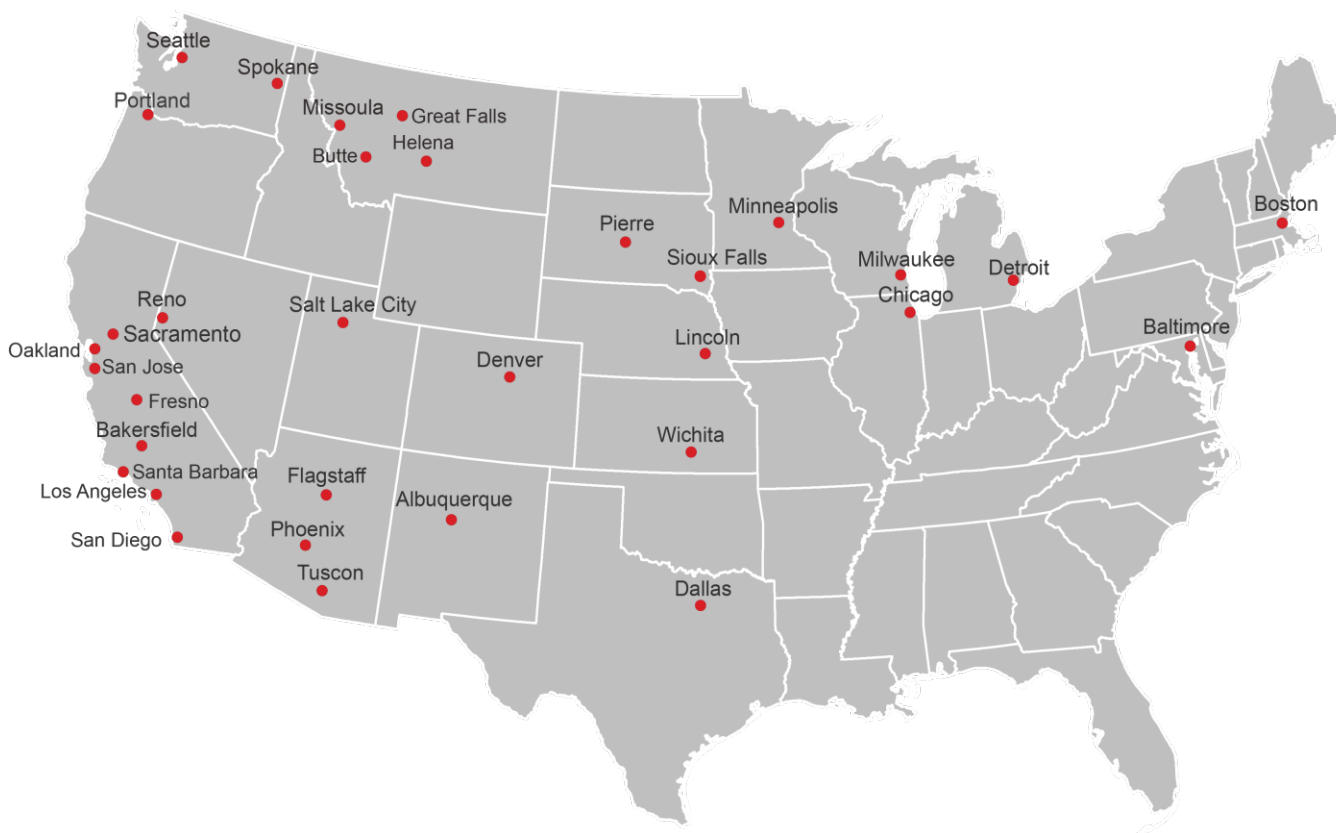 Seattle
Spokane
Portland
Missoula
Great Falls
Helena
Butte
Minneapolis
Boston
Pierre
Sioux Falls
Milwaukee
Detroit
Reno
Salt Lake City
Chicago
Sacramento
Baltimore
Oakland
Lincoln
San Jose
Denver
Fresno
Bakersfield
Wichita
Santa Barbara
Flagstaff
Los Angeles
Albuquerque
Phoenix
San Diego
Tuscon
Dallas